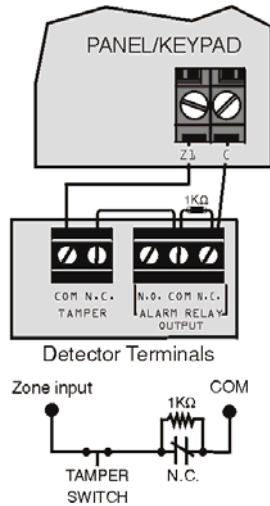 PANEL/KEYPAD
Z1 C
1KΩ
COM N.C. N.O. COM N.C.
TAMPER ALARM RELAY
OUTPUT
Detector Terminals
Zone input COM
1KΩ
TAMPER N.C.
SWITCH